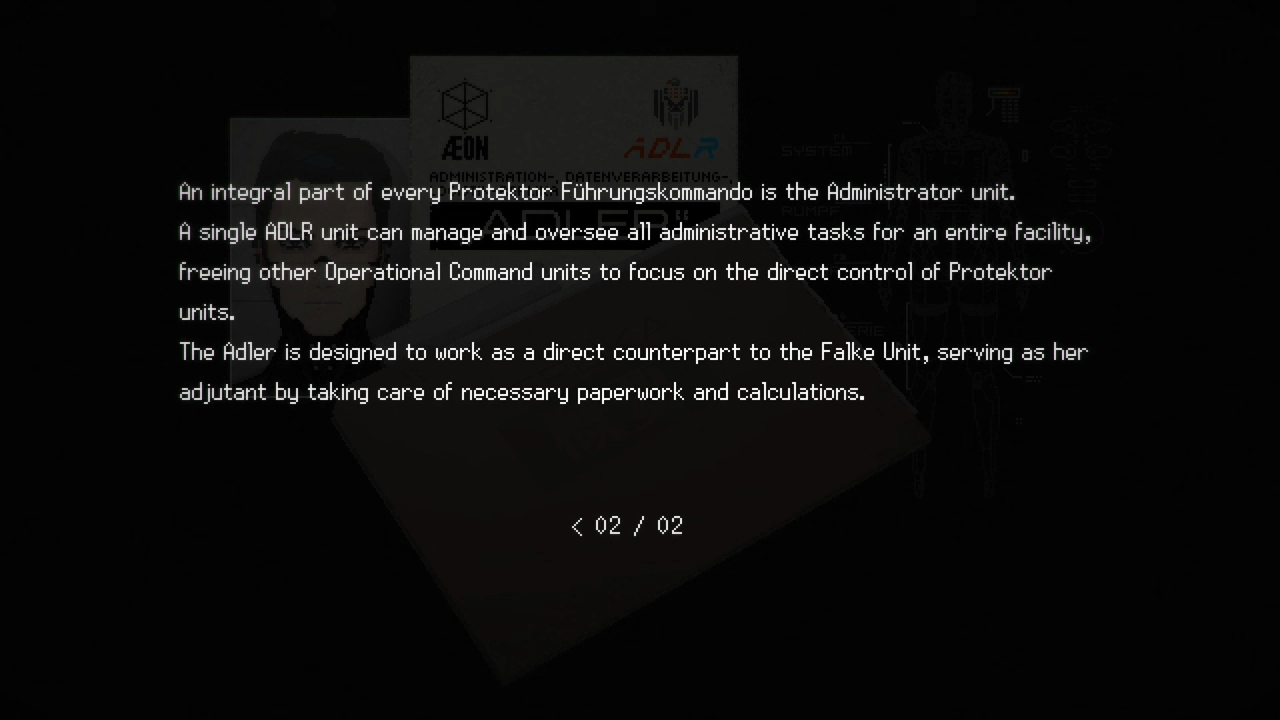 ÆON
ADLR
ADMINISTRATION-, DATENVERARBEITUNG-,
An integral part of every Protektor Führungskommando is the Administrator unit.
„ADLER“
A single ADLR unit can manage and oversee all administrative tasks for an entire facility,
freeing other Operational Command units to focus on the direct control of Protektor
units.
The Adler is designed to work as a direct counterpart to the Falke Unit, serving as her
adjutant by taking care of necessary paperwork and calculations.
SYSTEM
RUMPF
< 02 / 02